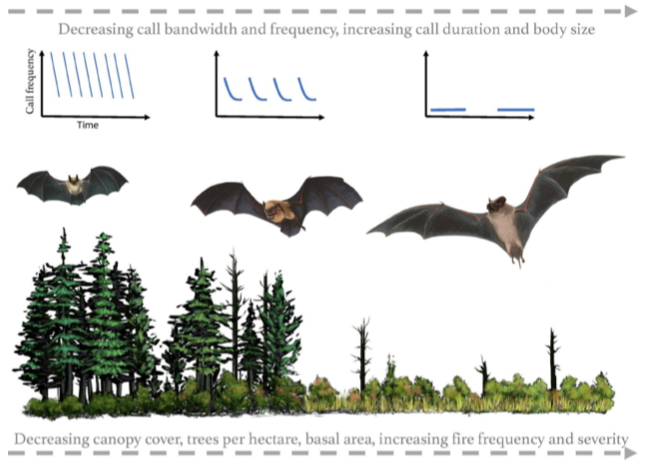 Decreasing call bandwidth and frequency, increasing call duration and body size
Call frequency
Time
Decreasing canopy cover, trees per hectare, basal area, increasing fire frequency and severity